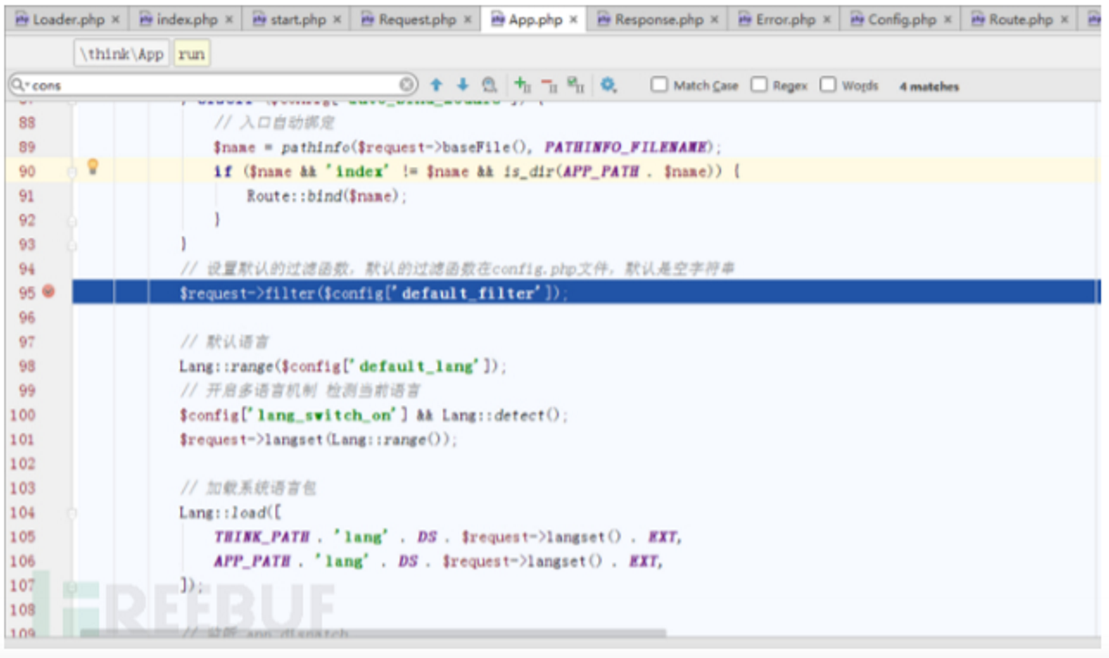 Loader.php × index.php × start.php × Request.php × App.php × Response.php × Error.php × Config.php × Route.php ×
\think\App run
cons Match Case Regex Words 4 matches
88 // 入口自动绑定
89 $name = pathinfo($request->baseFile(), PATHINFO_FILENAME);
90 if ($name && 'index' != $name && is_dir(APP_PATH . $name)) {
91 Route::bind($name);
92 }
93 }
94 // 设置默认的过滤函数，默认的过滤函数在config.php文件，默认是空字符串
95 $request->filter($config['default_filter']);
96
97 // 默认语言
98 Lang::range($config['default_lang']);
99 // 开启多语言机制 检测当前语言
100 $config['lang_switch_on'] && Lang::detect();
101 $request->langset(Lang::range());
102
103 // 加载系统语言包
104 Lang::load([
105 THINK_PATH . 'lang' . DS . $request->langset() . EXT,
106 APP_PATH . 'lang' . DS . $request->langset() . EXT,
107 ]);
108 REEBUF
109 // 监听 app_dispatch